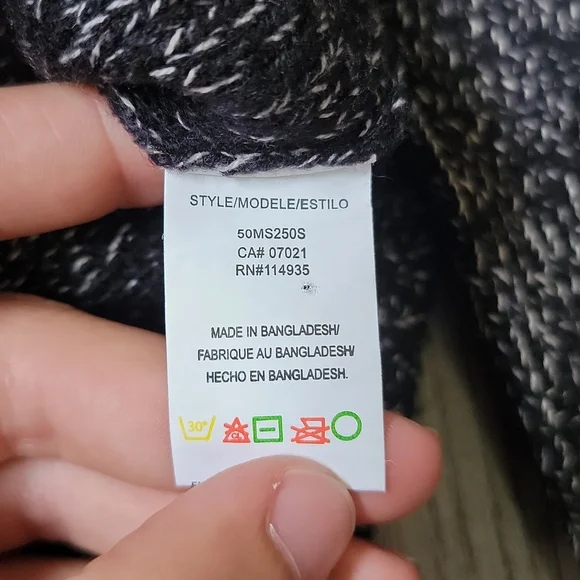 STYLE/MODELE/ESTILO
50MS250S
CA# 07021
RN#114935
MADE IN BANGLADESH/
FABRIQUE AU BANGLADESH/
HECHO EN BANGLADESH.
30°